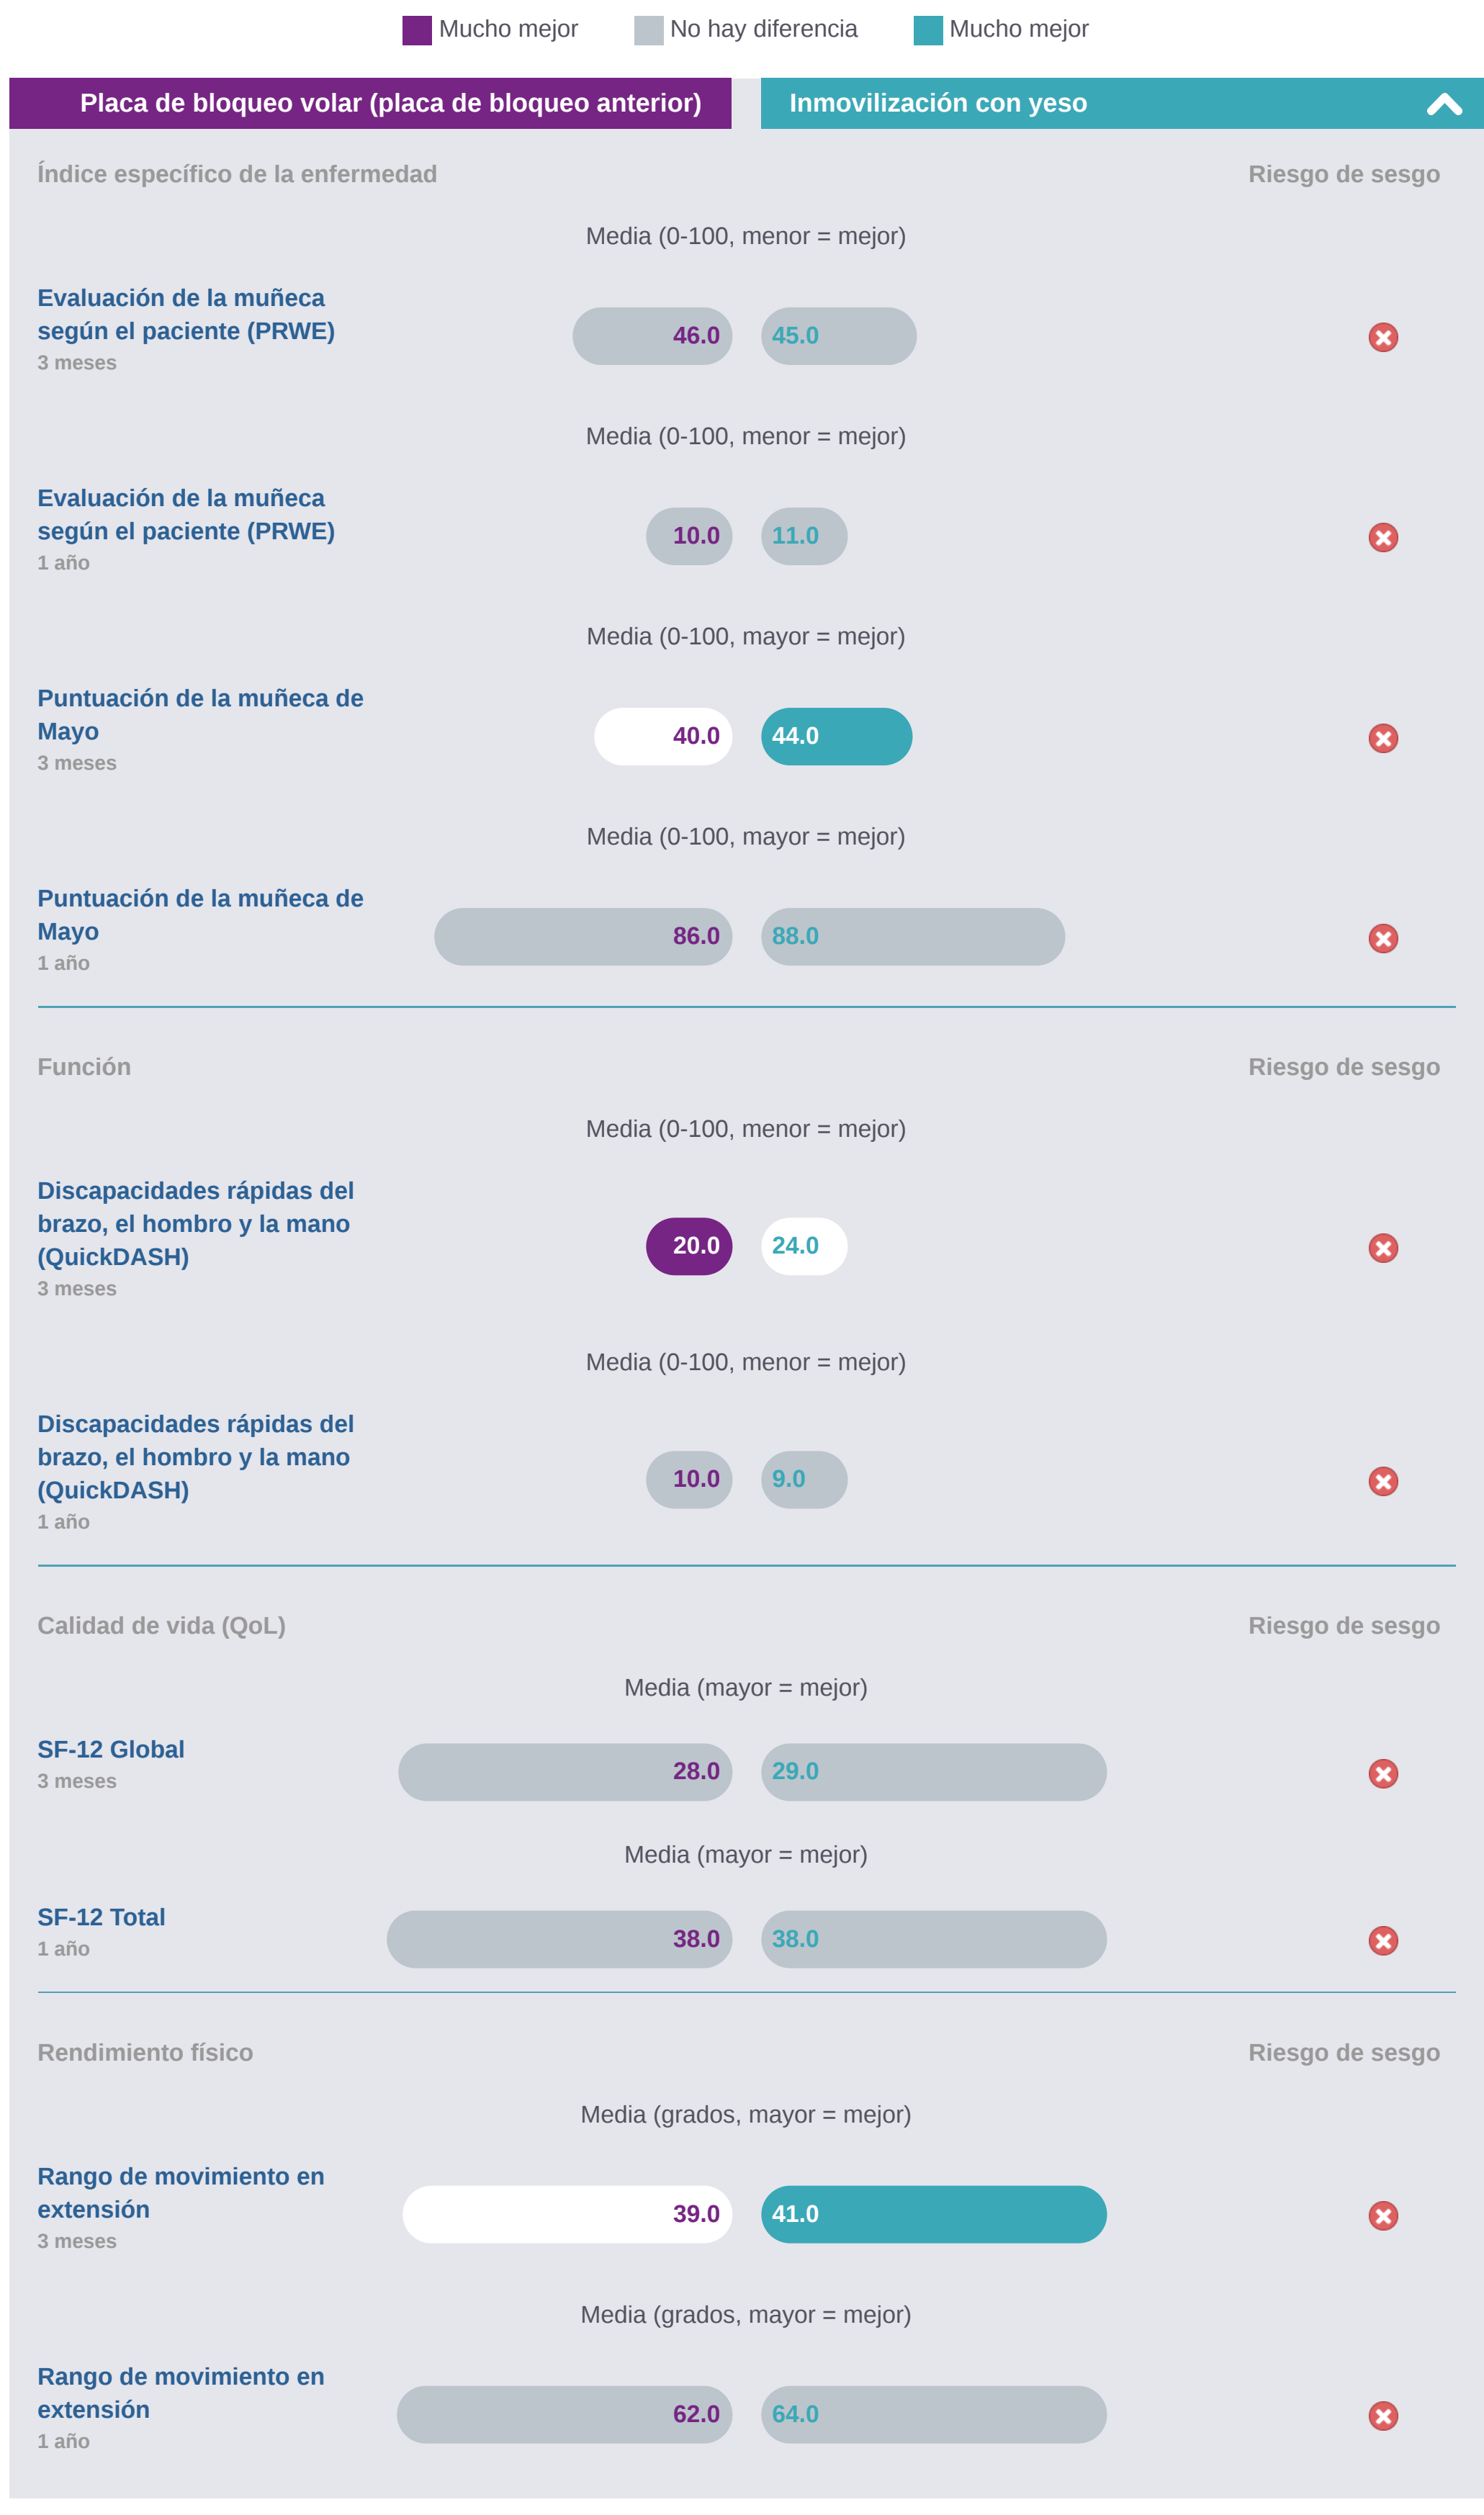 Mucho mejor
No hay diferencia
Mucho mejor
Placa de bloqueo volar (placa de bloqueo anterior)
Inmovilización con yeso
Índice específico de la enfermedad
Riesgo de sesgo
Media (0-100, menor = mejor)
Evaluación de la muñeca
según el paciente (PRWE)
3 meses
46.0
45.0
Media (0-100, menor = mejor)
Evaluación de la muñeca
según el paciente (PRWE)
1 año
10.0
11.0
Media (0-100, mayor = mejor)
Puntuación de la muñeca de
Mayo
3 meses
40.0
44.0
Media (0-100, mayor = mejor)
Puntuación de la muñeca de
Mayo
1 año
86.0
88.0
Función
Riesgo de sesgo
Media (0-100, menor = mejor)
Discapacidades rápidas del
brazo, el hombro y la mano
(QuickDASH)
3 meses
20.0
24.0
Media (0-100, menor = mejor)
Discapacidades rápidas del
brazo, el hombro y la mano
(QuickDASH)
1 año
10.0
9.0
Calidad de vida (QoL)
Riesgo de sesgo
Media (mayor = mejor)
SF-12 Global
3 meses
28.0
29.0
Media (mayor = mejor)
SF-12 Total
1 año
38.0
38.0
Rendimiento físico
Riesgo de sesgo
Media (grados, mayor = mejor)
Rango de movimiento en
extensión
3 meses
39.0
41.0
Media (grados, mayor = mejor)
Rango de movimiento en
extensión
1 año
62.0
64.0